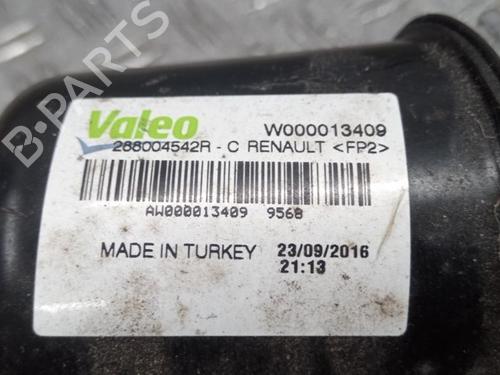 Valeo
W000013409
288004542R - C RENAULT <FP2>
AW000013409 9568
MADE IN TURKEY
23/09/2016
21:13
B-PARTS